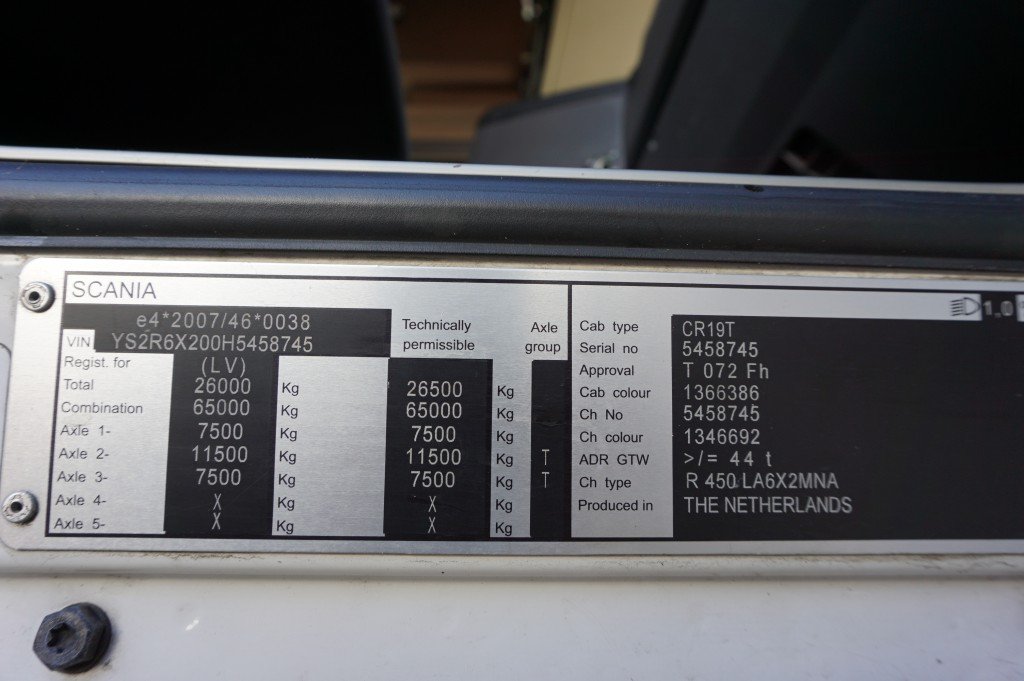 SCANIA
e4*2007/46*0038
VIN YS2R6X200H5458745
Technically permissible
Axle group
Regist. for (LV)
Total 26000 Kg 26500 Kg
Combination 65000 Kg 65000 Kg
Axle 1- 7500 Kg 7500 Kg
Axle 2- 11500 Kg 11500 Kg T
Axle 3- 7500 Kg 7500 Kg T
Axle 4- X Kg X Kg
Axle 5- X Kg X Kg
1,0
Cab type CR19T
Serial no 5458745
Approval T 072 Fh
Cab colour 1366386
Ch No 5458745
Ch colour 1346692
ADR GTW >/= 44 t
Ch type R 450 LA6X2MNA
Produced in THE NETHERLANDS